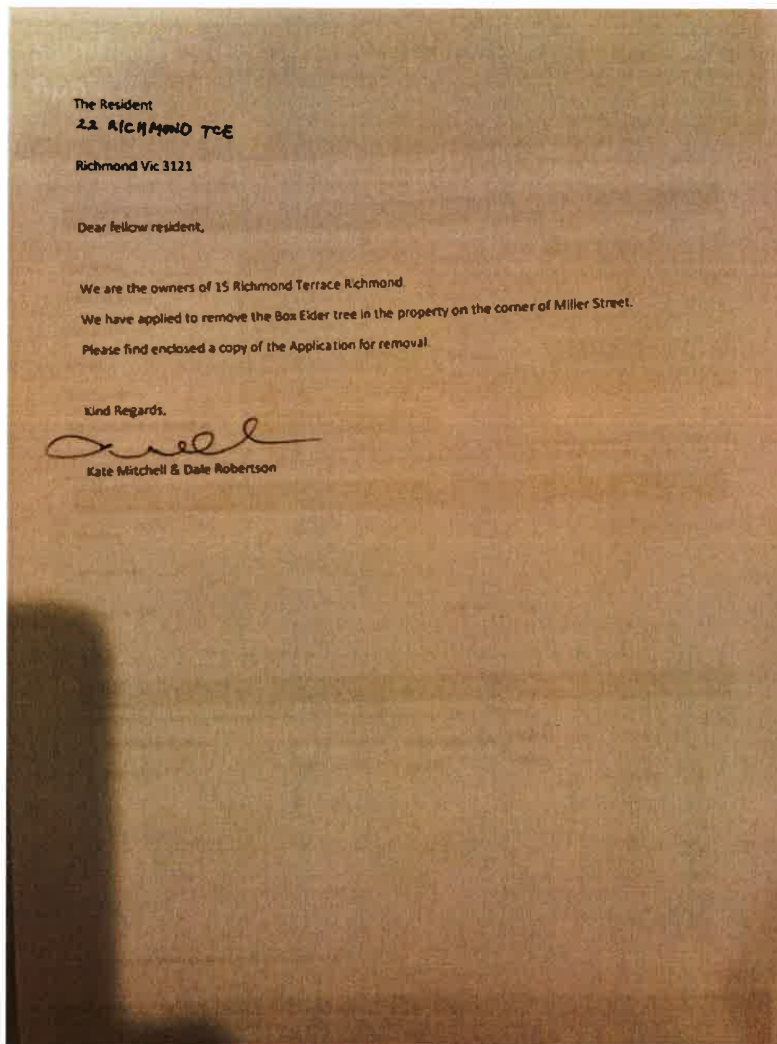 The Resident
22 RICHMOND TCE
Richmond Vic 3121
Dear fellow resident,
We are the owners of 15 Richmond Terrace Richmond.
We have applied to remove the Box Elder tree in the property on the corner of Miller Street.
Please find enclosed a copy of the Application for removal.
Kind Regards,
Kate Mitchell & Dale Robertson